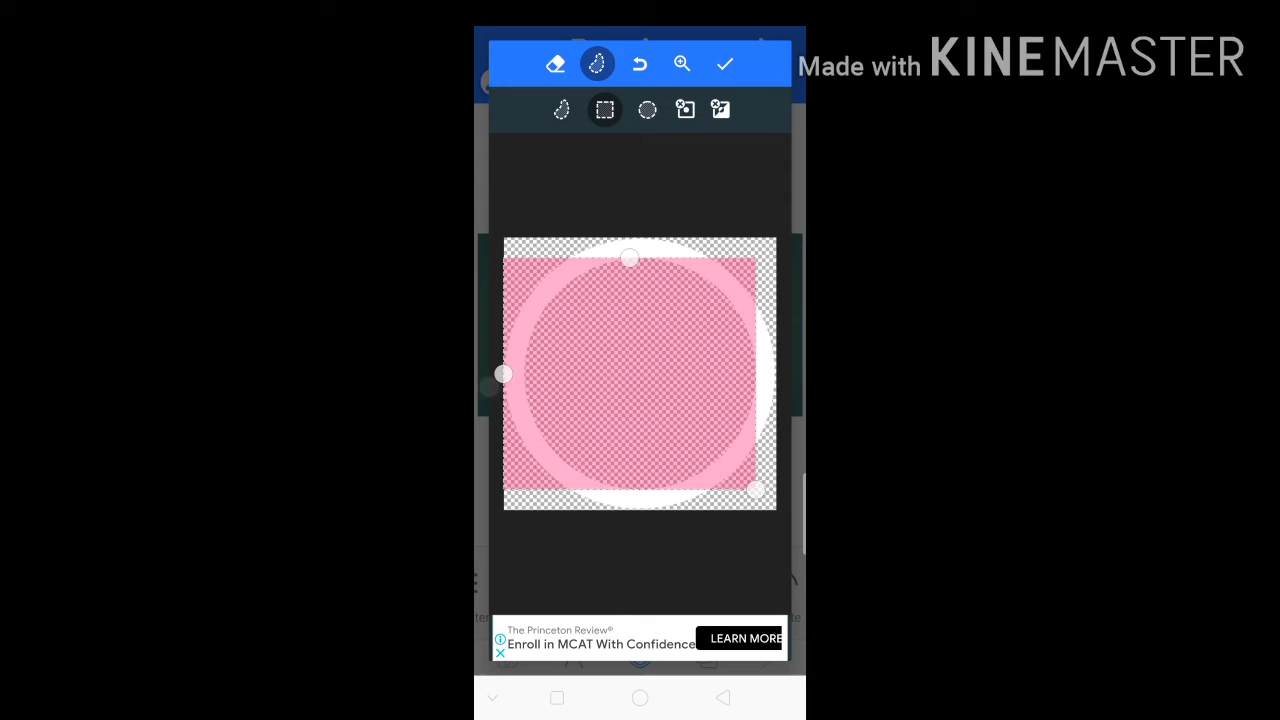 Made with KINEMASTER
The Princeton Review®
Enroll in MCAT With Confidence
LEARN MORE